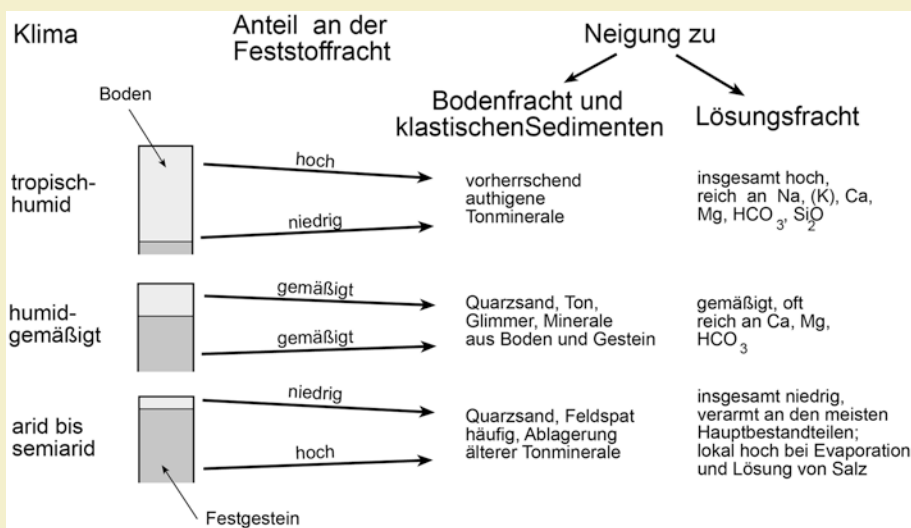 Klima
Anteil an der
Feststoffracht
Neigung zu
Bodenfracht und
klastischenSedimenten
Lösungsfracht
Boden
tropisch-
humid
hoch
niedrig
vorherrschend
authigene
Tonminerale
insgesamt hoch,
reich an Na, (K), Ca,
Mg, HCO3, SiO2
humid-
gemäßigt
gemäßigt
gemäßigt
Quarzsand, Ton,
Glimmer, Minerale
aus Boden und Gestein
gemäßigt, oft
reich an Ca, Mg,
HCO3
arid bis
semiarid
niedrig
hoch
Quarzsand, Feldspat
häufig, Ablagerung
älterer Tonminerale
insgesamt niedrig,
verarmt an den meisten
Hauptbestandteilen;
lokal hoch bei Evaporation
und Lösung von Salz
Festgestein